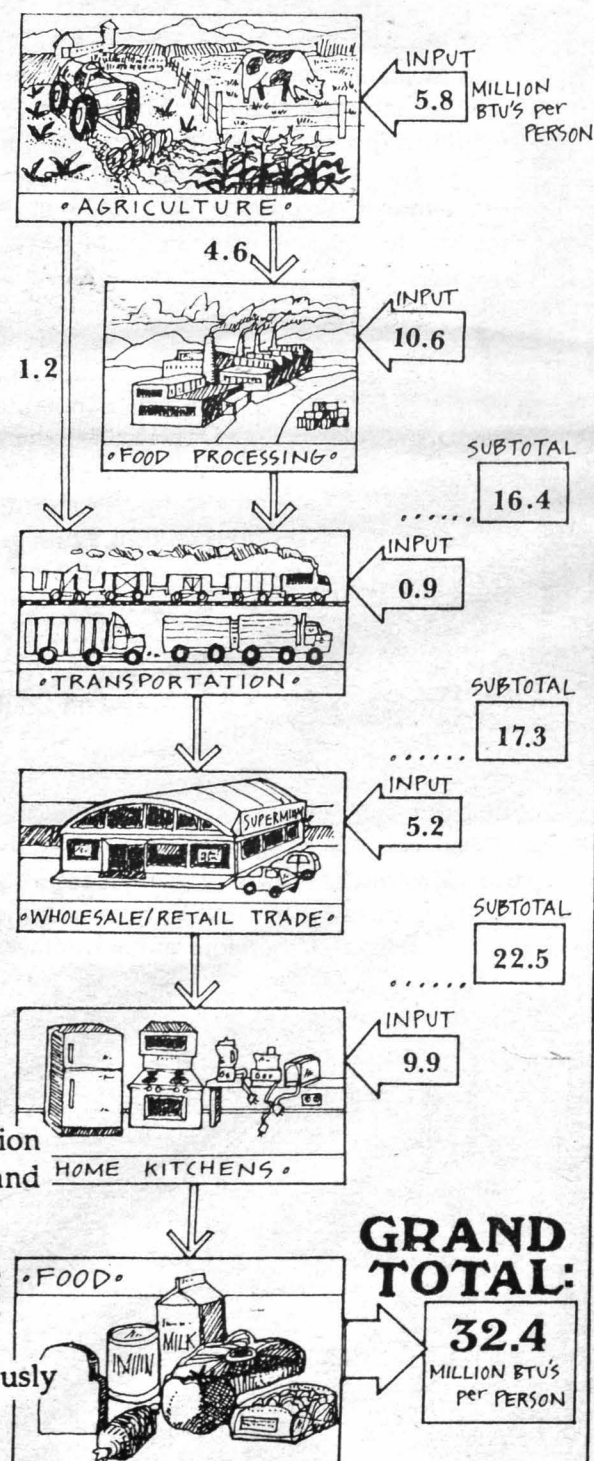 INPUT
5.8
MILLION
BTU'S per
PERSON
• AGRICULTURE •
4.6
1.2
INPUT
10.6
• FOOD PROCESSING •
SUBTOTAL
...... 16.4
INPUT
0.9
• TRANSPORTATION •
SUBTOTAL
...... 17.3
INPUT
5.2
• WHOLESALE/RETAIL TRADE •
SUBTOTAL
...... 22.5
INPUT
9.9
ion
and
HOME KITCHENS •
GRAND
TOTAL:
• FOOD •
MILK
32.4
MILLION BTU'S
per PERSON
usly